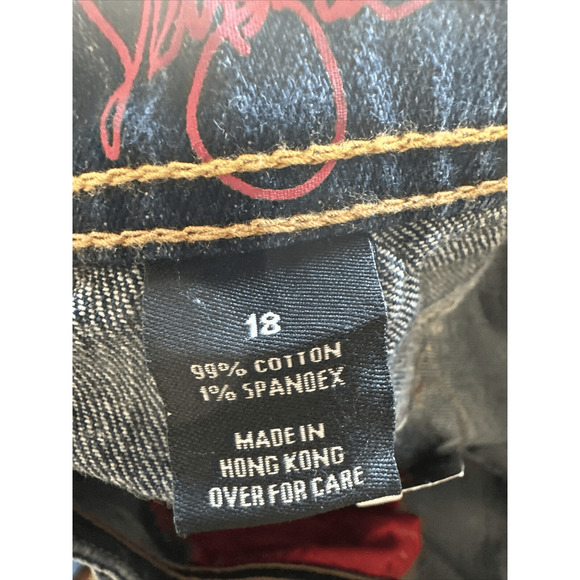 18
99% COTTON
1% SPANDEX
MADE IN
HONG KONG
OVER FOR CARE